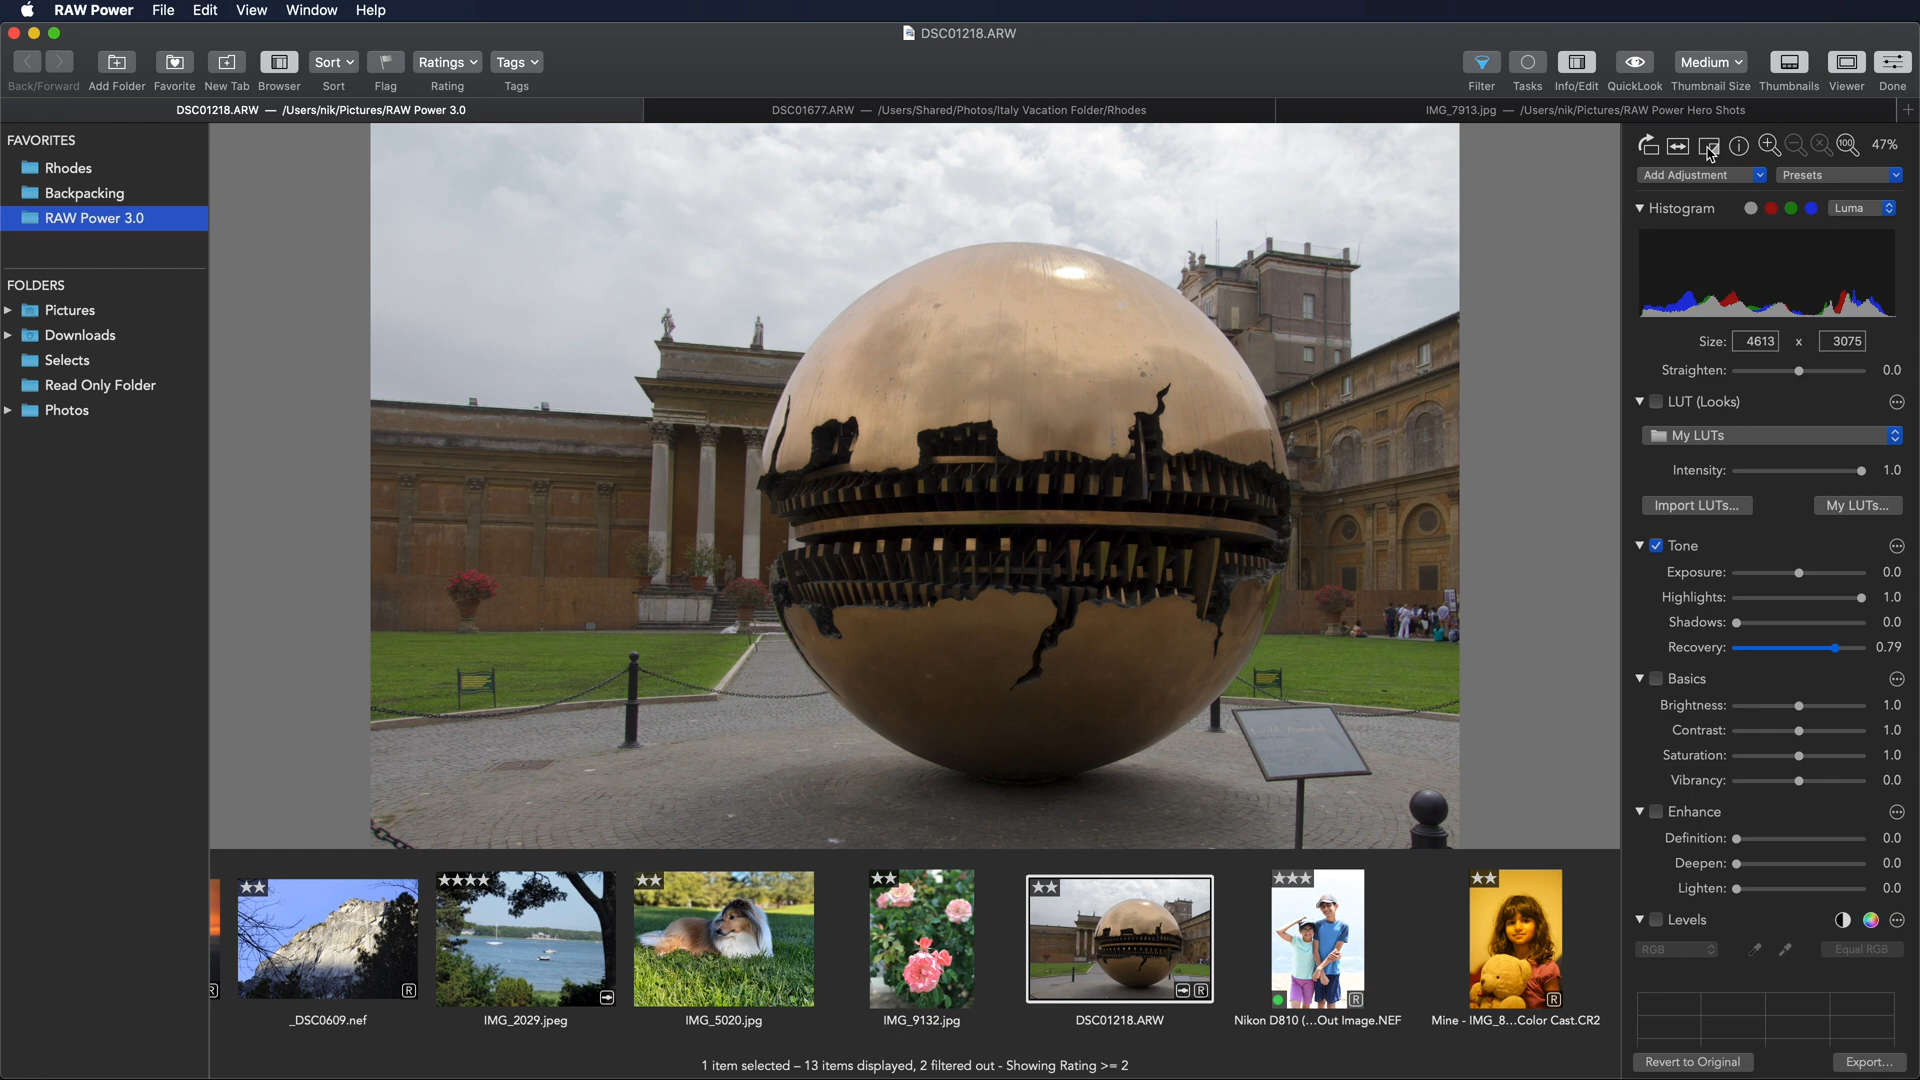 RAW Power File Edit View Window Help
DSC01218.ARW
Sort Ratings Tags Medium
Back/Forward Add Folder Favorite New Tab Browser Sort Flag Rating Tags Filter Tasks Info/Edit QuickLook Thumbnail Size Thumbnails Viewer Done
DSC01218.ARW — /Users/nik/Pictures/RAW Power 3.0 DSC01677.ARW — /Users/Shared/Photos/Italy Vacation Folder/Rhodes IMG_7913.jpg — /Users/nik/Pictures/RAW Power Hero Shots
FAVORITES
Rhodes
Backpacking
RAW Power 3.0
FOLDERS
Pictures
Downloads
Selects
Read Only Folder
Photos
100 47%
Add Adjustment Presets
Histogram Luma
Size: 4613 x 3075
Straighten: 0.0
LUT (Looks)
My LUTs
Intensity: 1.0
Import LUTs... My LUTs...
Tone
Exposure: 0.0
Highlights: 1.0
Shadows: 0.0
Recovery: 0.79
Basics
Brightness: 1.0
Contrast: 1.0
Saturation: 1.0
Vibrancy: 0.0
Enhance
Definition: 0.0
Deepen: 0.0
Lighten: 0.0
Levels
RGB Equal RGB
Revert to Original Export...
R R R R R
_DSC0609.nef IMG_2029.jpeg IMG_5020.jpg IMG_9132.jpg DSC01218.ARW Nikon D810 (...Out Image.NEF Mine - IMG_8...Color Cast.CR2
1 item selected – 13 items displayed, 2 filtered out - Showing Rating >= 2